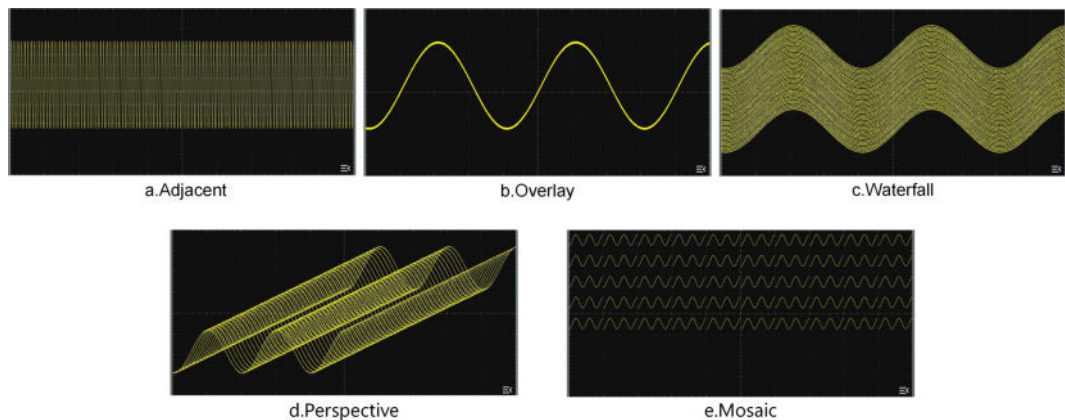 a.Adjacent
b.Overlay
c.Waterfall
d.Perspective
e.Mosaic